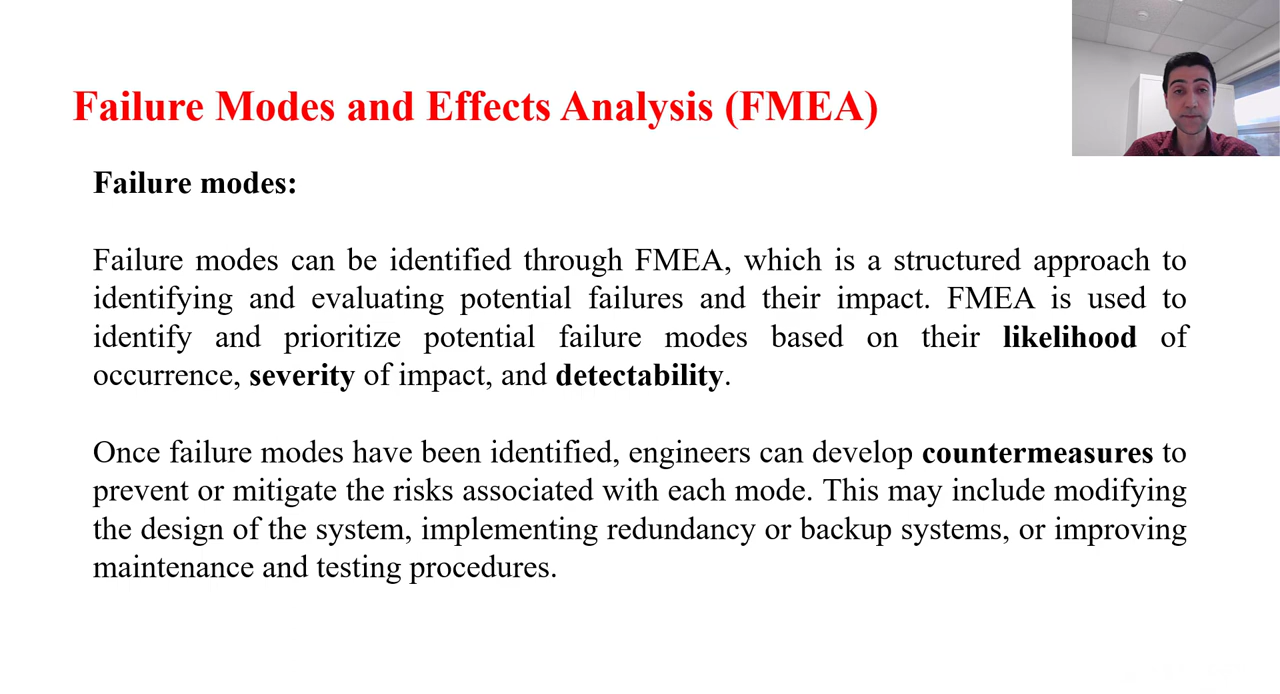 Failure Modes and Effects Analysis (FMEA)
Failure modes:
Failure modes can be identified through FMEA, which is a structured approach to
identifying and evaluating potential failures and their impact. FMEA is used to
identify and prioritize potential failure modes based on their likelihood of
occurrence, severity of impact, and detectability.
Once failure modes have been identified, engineers can develop countermeasures to
prevent or mitigate the risks associated with each mode. This may include modifying
the design of the system, implementing redundancy or backup systems, or improving
maintenance and testing procedures.